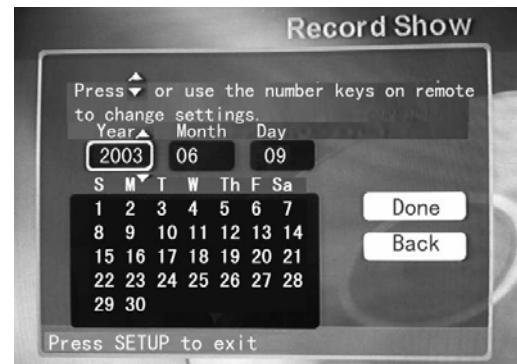 Record Show
Press or use the number keys on remote
to change settings.
Year Month Day
2003 06 09
S M T W Th F Sa
1 2 3 4 5 6 7
8 9 10 11 12 13 14
15 16 17 18 19 20 21
22 23 24 25 26 27 28
29 30
Done
Back
Press SETUP to exit